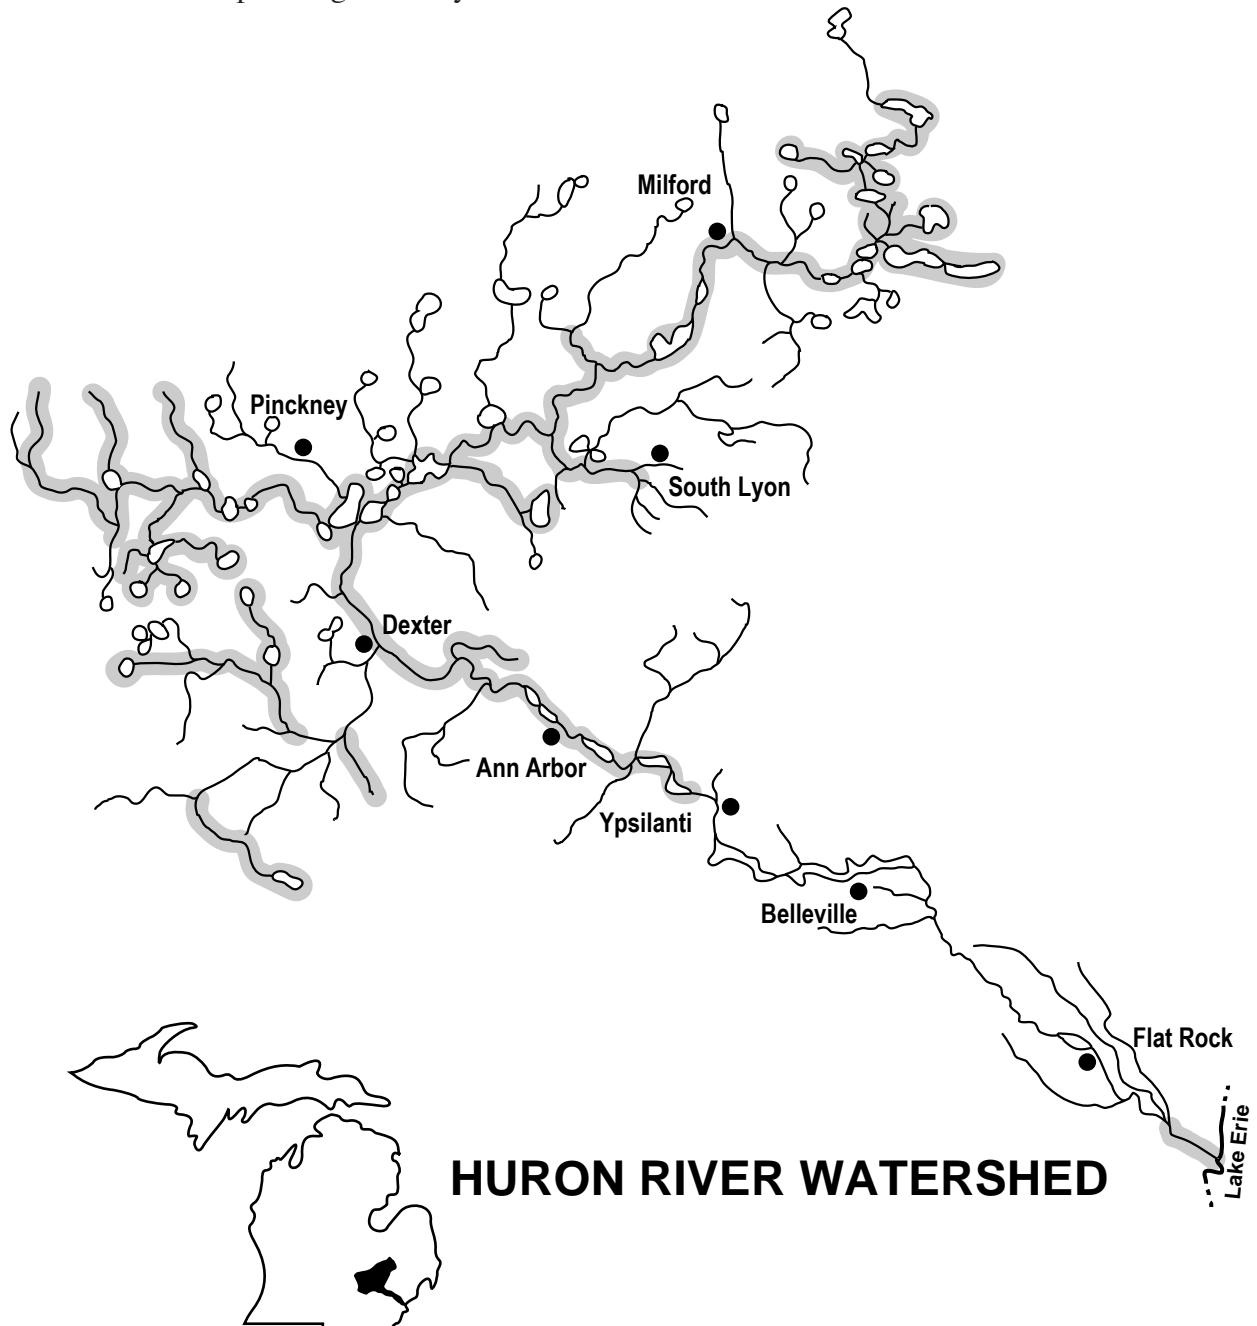 Milford
Pinckney
South Lyon
Dexter
Ann Arbor
Ypsilanti
Belleville
Flat Rock
Lake Erie
HURON RIVER WATERSHED